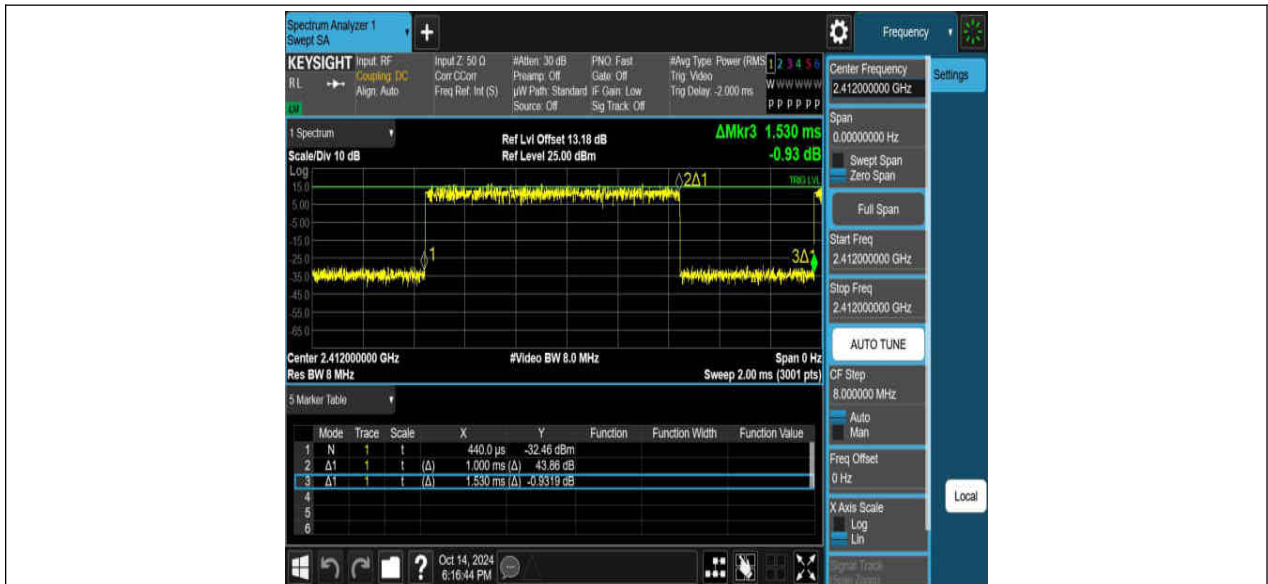 Spectrum Analyzer 1
Swept SA
+
Frequency
KEYSIGHT
RL
Input: RF
Coupling: DC
Align: Auto
Input Z: 50 Ω
Corr CCorr
Freq Ref: Int (S)
#Atten: 30 dB
Preamp: Off
µW Path: Standard
Source: Off
PNO: Fast
Gate: Off
IF Gain: Low
Sig Track: Off
#Avg Type: Power (RMS
Trig: Video
Trig Delay: -2.000 ms
1 2 3 4 5 6
W W W W W W
P P P P P P
1 Spectrum
Scale/Div 10 dB
Ref Lvl Offset 13.18 dB
Ref Level 25.00 dBm
ΔMkr3 1.530 ms
-0.93 dB
Log
15.0
5.00
-5.00
-15.0
-25.0
-35.0
-45.0
-55.0
-65.0
TRIG LVL
2Δ1
1
3Δ1
Center 2.412000000 GHz
#Video BW 8.0 MHz
Span 0 Hz
Res BW 8 MHz
Sweep 2.00 ms (3001 pts)
5 Marker Table
Mode Trace Scale X Y Function Function Width Function Value
1 N 1 t 440.0 µs -32.46 dBm
2 Δ1 1 t (Δ) 1.000 ms (Δ) 43.86 dB
3 Δ1 1 t (Δ) 1.530 ms (Δ) -0.9319 dB
4
5
6
?
Oct 14, 2024
6:16:44 PM
Center Frequency
2.412000000 GHz
Settings
Span
0.00000000 Hz
Swept Span
Zero Span
Full Span
Start Freq
2.412000000 GHz
Stop Freq
2.412000000 GHz
AUTO TUNE
CF Step
8.000000 MHz
Auto
Man
Freq Offset
0 Hz
X Axis Scale
Log
Lin
Signal Track
(Span Zoom)
Local